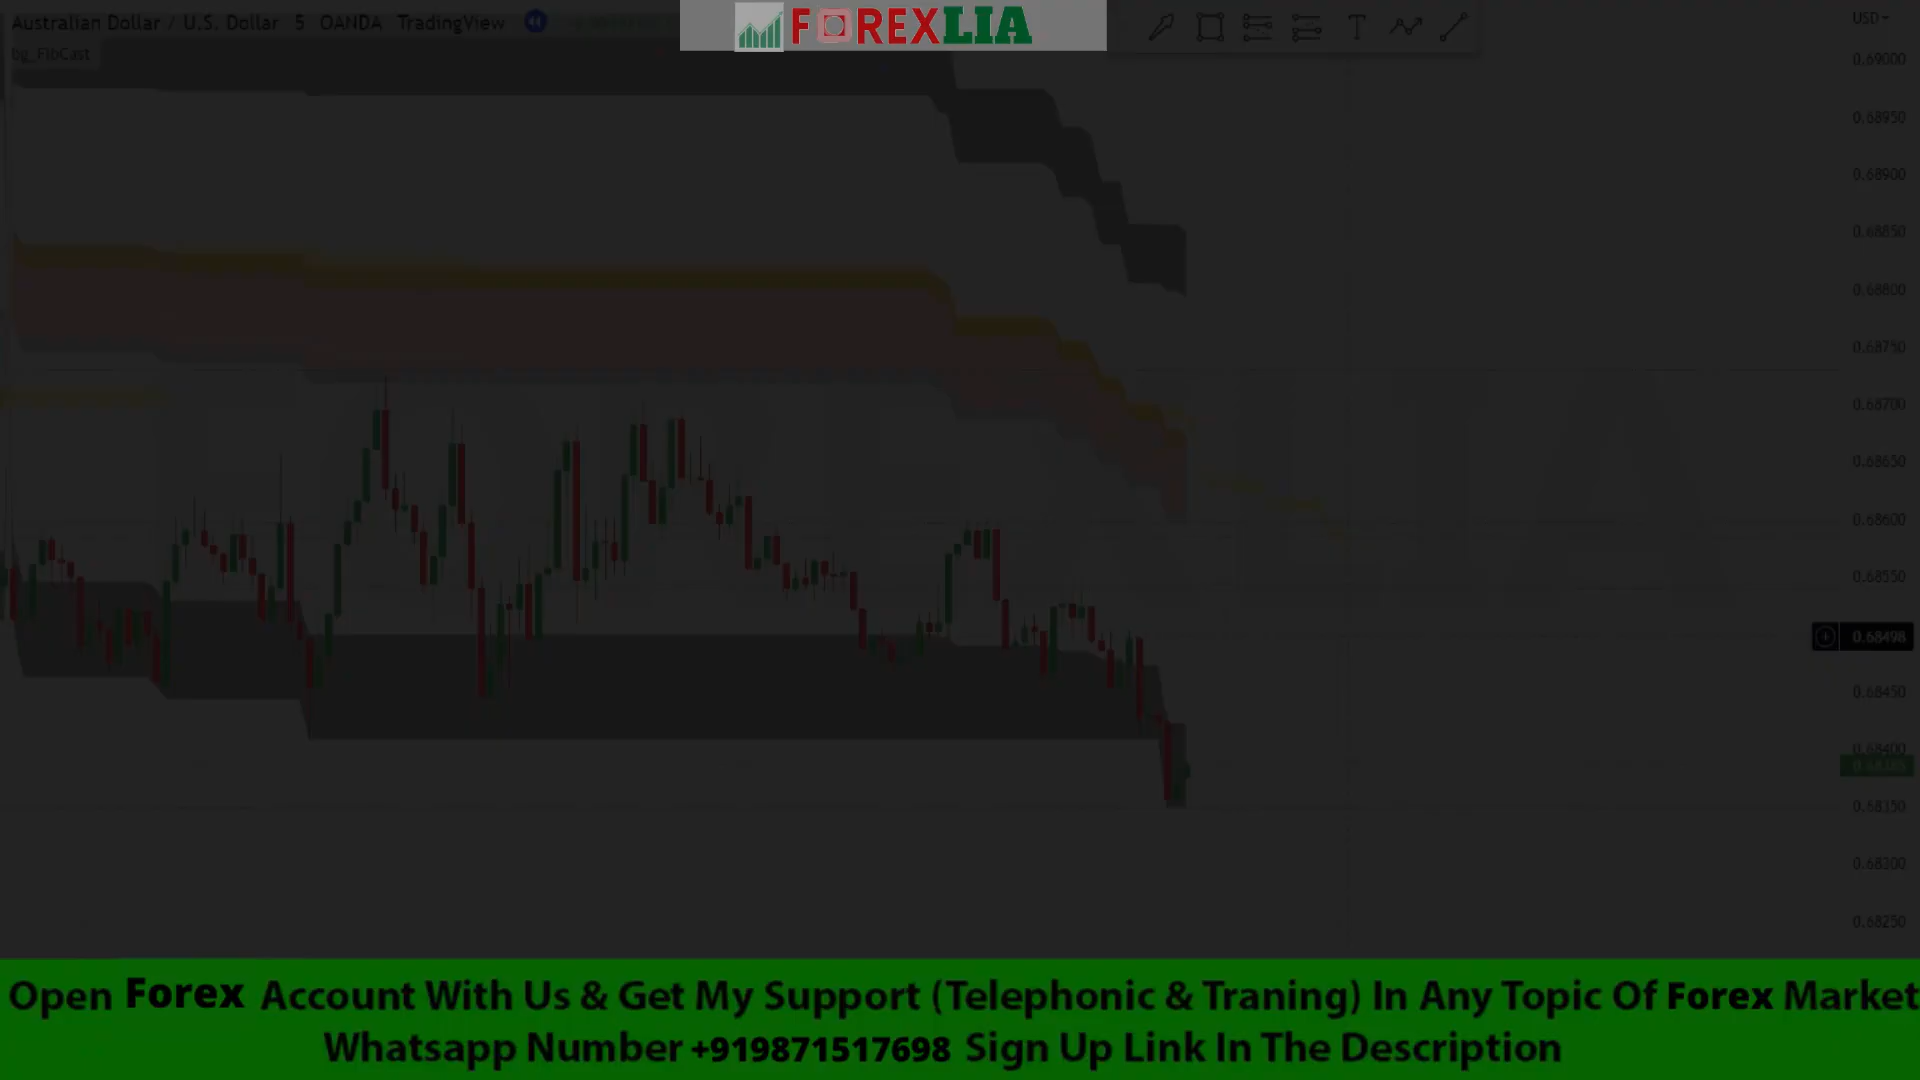 Australian Dollar / U.S. Dollar 5 OANDA TradingView
FOREXLIA
USD
bg_FibCast
0.69000
0.68950
0.68900
0.68850
0.68800
0.68750
0.68700
0.68650
0.68600
0.68550
0.68498
0.68450
0.68400
0.68350
0.68300
0.68250
Open Forex Account With Us & Get My Support (Telephonic & Traning) In Any Topic Of Forex Market
Whatsapp Number +919871517698 Sign Up Link In The Description